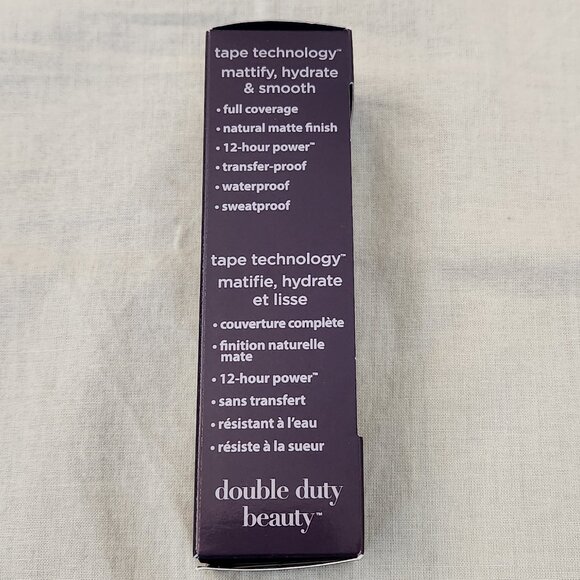 tape technology™
mattify, hydrate
& smooth
• full coverage
• natural matte finish
• 12-hour power™
• transfer-proof
• waterproof
• sweatproof
tape technology™
matifie, hydrate
et lisse
• couverture complète
• finition naturelle
mate
• 12-hour power™
• sans transfert
• résistant à l'eau
• résiste à la sueur
double duty
beauty™